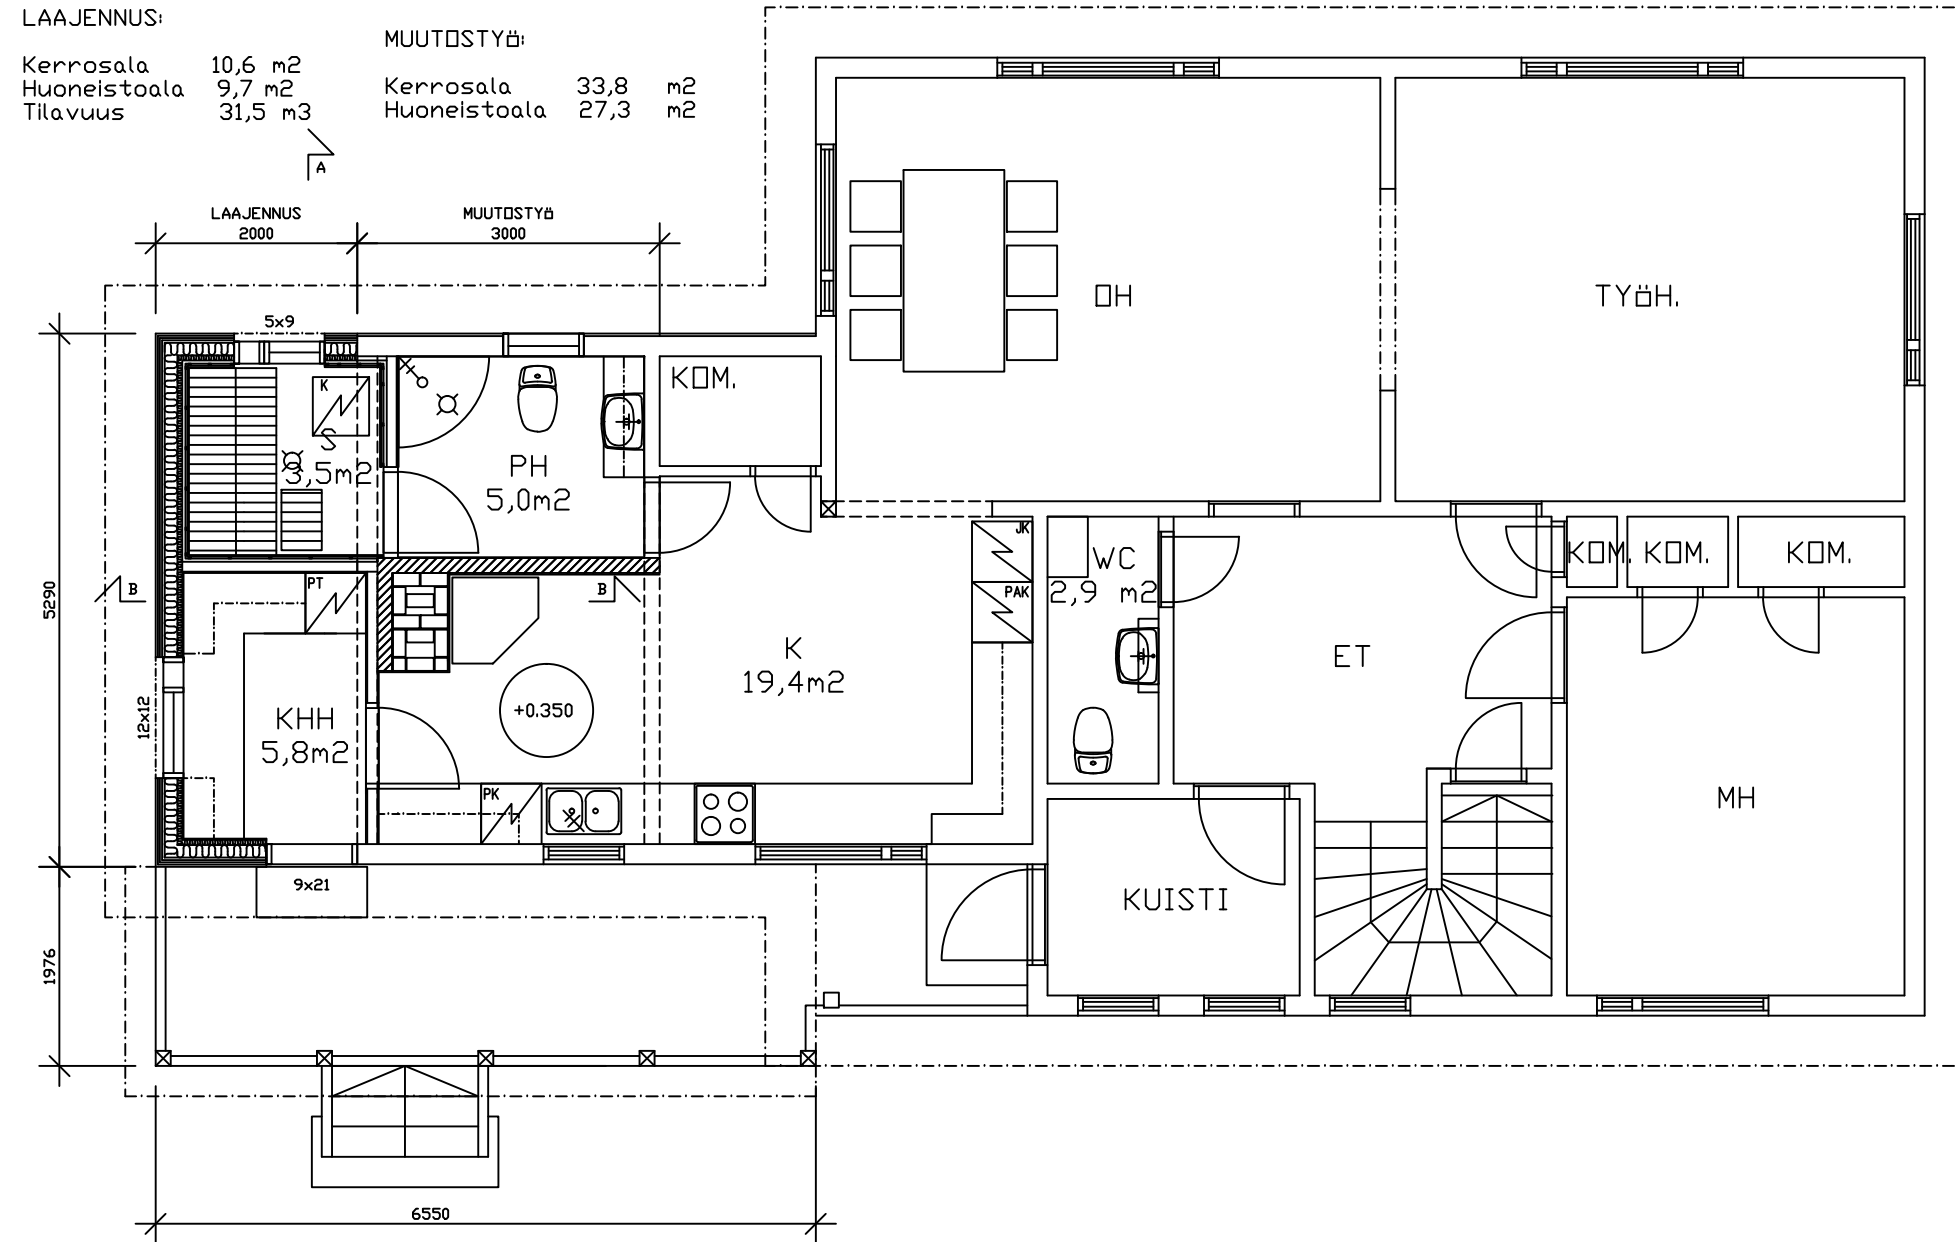 LAAJENNUS:
Kerrosala 10,6 m2
Huoneistoala 9,7 m2
Tilavuus 31,5 m3
MUUTOSTYÖ:
Kerrosala 33,8 m2
Huoneistoala 27,3 m2
A
LAAJENNUS
2000
MUUTOSTYÖ
3000
5x9
K
S
3,5m2
PH
5,0m2
KOM.
OH
TYÖH.
JK
PAK
WC
2,9 m2
KOM.
KOM.
KOM.
B
PT
B
5290
12x12
KHH
5,8m2
+0.350
K
19,4m2
ET
MH
PK
9x21
KUISTI
1976
6550